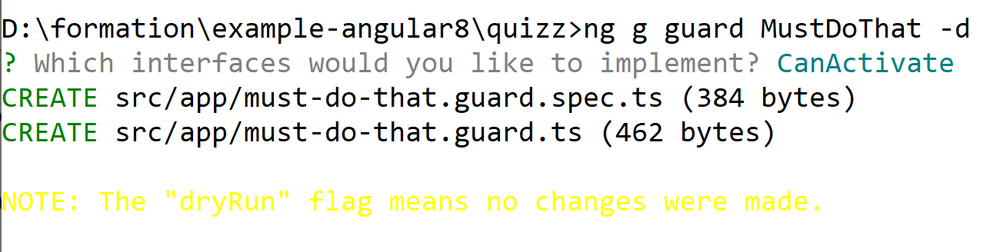 D:\formation\example-angular8\quizz>ng g guard MustDoThat -d
? Which interfaces would you like to implement? CanActivate
CREATE src/app/must-do-that.guard.spec.ts (384 bytes)
CREATE src/app/must-do-that.guard.ts (462 bytes)
NOTE: The "dryRun" flag means no changes were made.